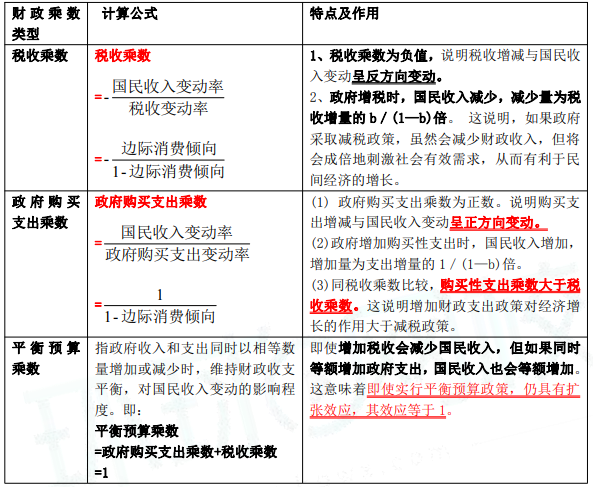 财政乘数类型
计算公式
特点及作用
税收乘数
税收乘数
=-国民收入变动率/税收变动率
=-边际消费倾向/1-边际消费倾向
1、税收乘数为负值，说明税收增减与国民收
入变动呈反方向变动。
2、政府增税时，国民收入减少，减少量为税
收增量的 b / (1—b)倍。 这说明，如果政府
采取减税政策，虽然会减少财政收入，但将
会成倍地刺激社会有效需求，从而有利于民
间经济的增长。
政府购买
支出乘数
政府购买支出乘数
=国民收入变动率/政府购买支出变动率
=1/1-边际消费倾向
(1) 政府购买支出乘数为正数。说明购买支
出增减与国民收入变动呈正方向变动。
(2)政府增加购买性支出时，国民收入增加，
增加量为支出增量的 1 / (1—b)倍。
(3)同税收乘数比较，购买性支出乘数大于税
收乘数。这说明增加财政支出政策对经济增
长的作用大于减税政策。
平衡预算
乘数
指政府收入和支出同时以相等数
量增加或减少时，维持财政收支
平衡，对国民收入变动的影响程
度。即：
平衡预算乘数
=政府购买支出乘数+税收乘数
=1
即使增加税收会减少国民收入，但如果同时
等额增加政府支出，国民收入也会等额增加。
这意味着即使实行平衡预算政策，仍具有扩
张效应，其效应等于 1。